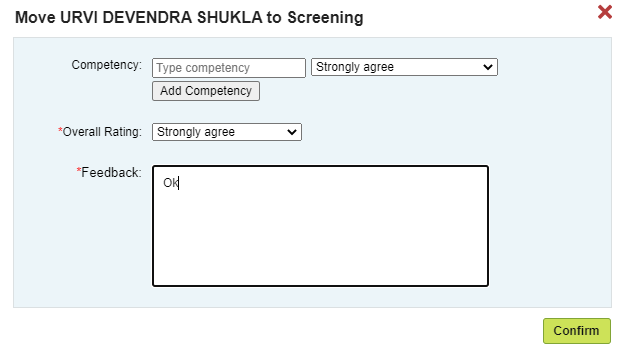 Move URVI DEVENDRA SHUKLA to Screening
Competency: Type competency Strongly agree
Add Competency
*Overall Rating: Strongly agree
*Feedback: Ok
Confirm